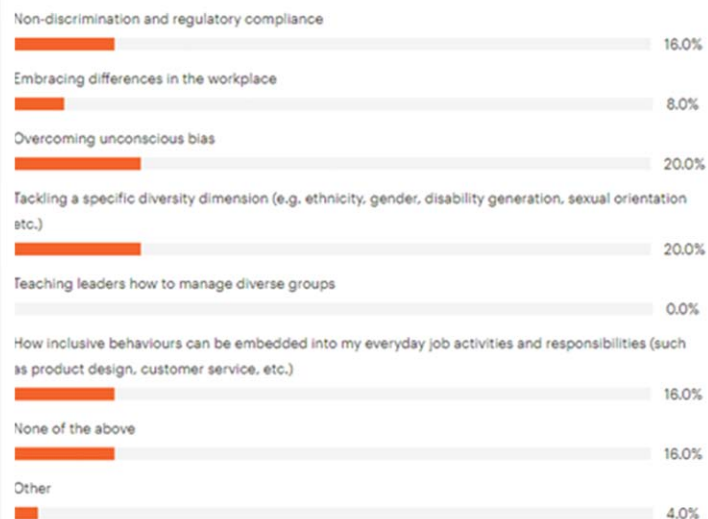 Non-discrimination and regulatory compliance
16.0%
Embracing differences in the workplace
8.0%
Overcoming unconscious bias
20.0%
Tackling a specific diversity dimension (e.g. ethnicity, gender, disability generation, sexual orientation
etc.)
20.0%
Teaching leaders how to manage diverse groups
0.0%
How inclusive behaviours can be embedded into my everyday job activities and responsibilities (such
as product design, customer service, etc.)
16.0%
None of the above
16.0%
Other
4.0%